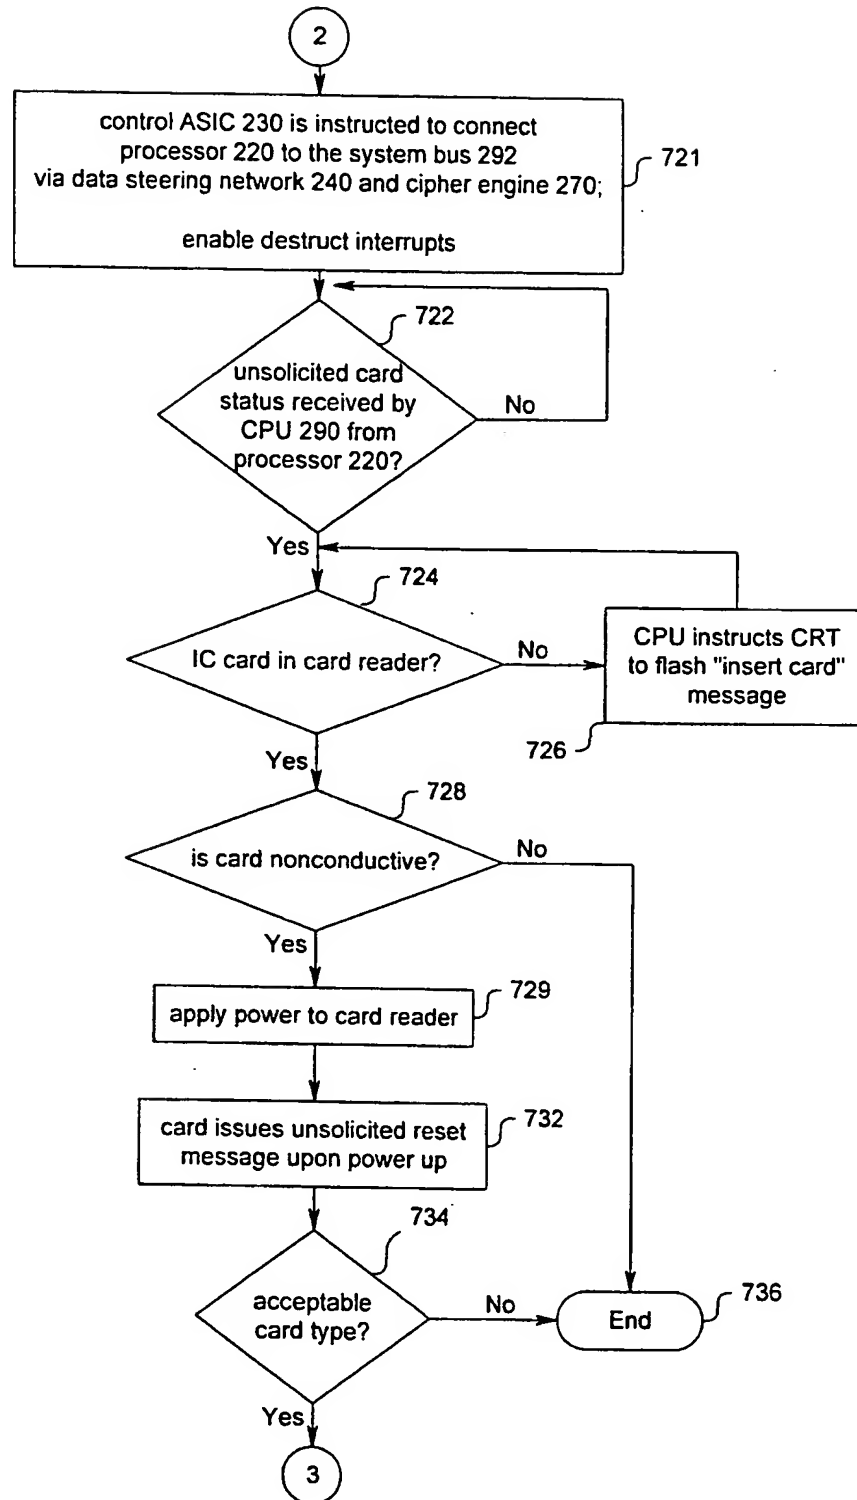 2
control ASIC 230 is instructed to connect
processor 220 to the system bus 292
via data steering network 240 and cipher engine 270;
enable destruct interrupts
721
722
unsolicited card
status received by
CPU 290 from
processor 220?
No
Yes
724
IC card in card reader?
No
CPU instructs CRT
to flash "insert card"
message
726
Yes
728
is card nonconductive?
No
Yes
729
apply power to card reader
732
card issues unsolicited reset
message upon power up
734
acceptable
card type?
No
End
736
Yes
3